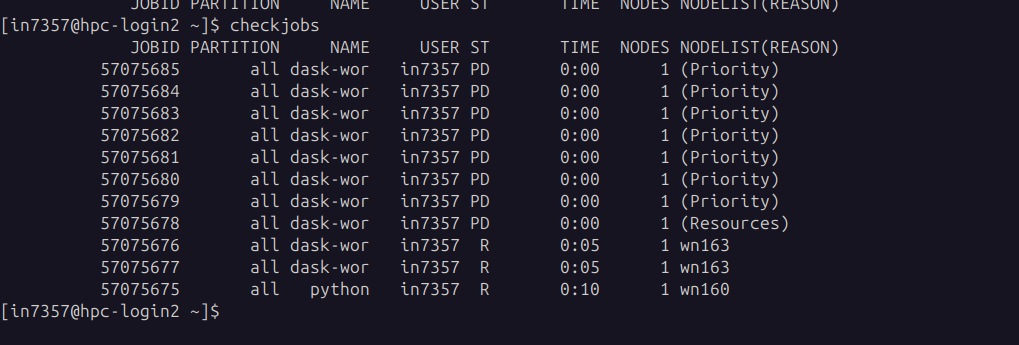 JOBID PARTITION NAME USER ST TIME NODES NODELIST(REASON)
[in7357@hpc-login2 ~]$ checkjobs
JOBID PARTITION NAME USER ST TIME NODES NODELIST(REASON)
57075685 all dask-wor in7357 PD 0:00 1 (Priority)
57075684 all dask-wor in7357 PD 0:00 1 (Priority)
57075683 all dask-wor in7357 PD 0:00 1 (Priority)
57075682 all dask-wor in7357 PD 0:00 1 (Priority)
57075681 all dask-wor in7357 PD 0:00 1 (Priority)
57075680 all dask-wor in7357 PD 0:00 1 (Priority)
57075679 all dask-wor in7357 PD 0:00 1 (Priority)
57075678 all dask-wor in7357 PD 0:00 1 (Resources)
57075676 all dask-wor in7357 R 0:05 1 wn163
57075677 all dask-wor in7357 R 0:05 1 wn163
57075675 all python in7357 R 0:10 1 wn160
[in7357@hpc-login2 ~]$